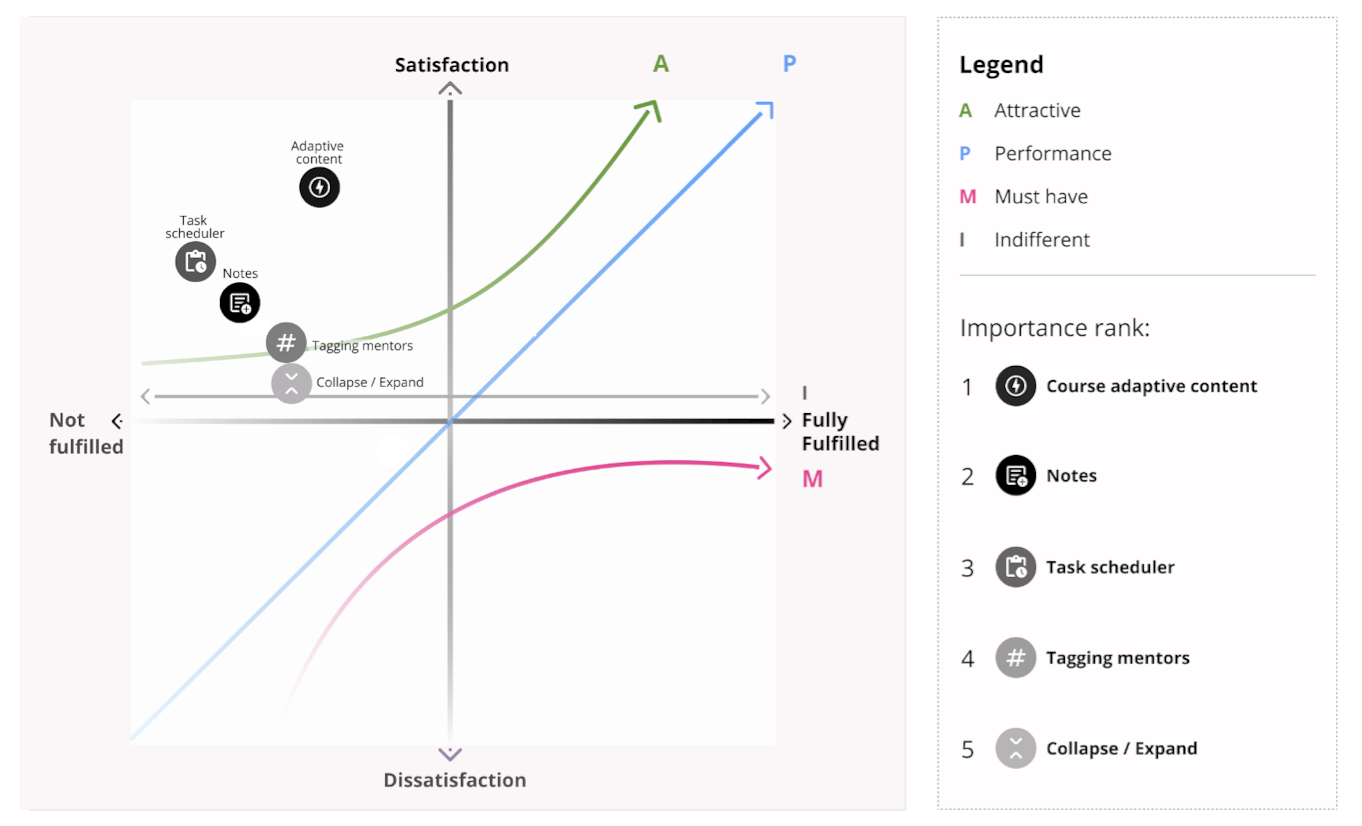 Satisfaction
A
P
Adaptive
content
Task
scheduler
Notes
#
Tagging mentors
Collapse / Expand
I
Not
fulfilled
Fully
Fulfilled
M
Dissatisfaction
Legend
A Attractive
P Performance
M Must have
I Indifferent
Importance rank:
1 Course adaptive content
2 Notes
3 Task scheduler
4 # Tagging mentors
5 Collapse / Expand